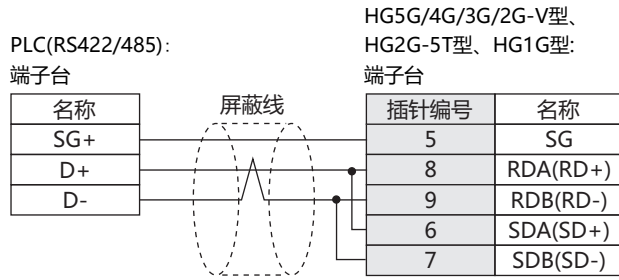 PLC(RS422/485):
端子台
HG5G/4G/3G/2G-V型、
HG2G-5T型、HG1G型:
端子台
名称
屏蔽线
插针编号 名称
SG+ 5 SG
D+ 8 RDA(RD+)
D- 9 RDB(RD-)
6 SDA(SD+)
7 SDB(SD-)